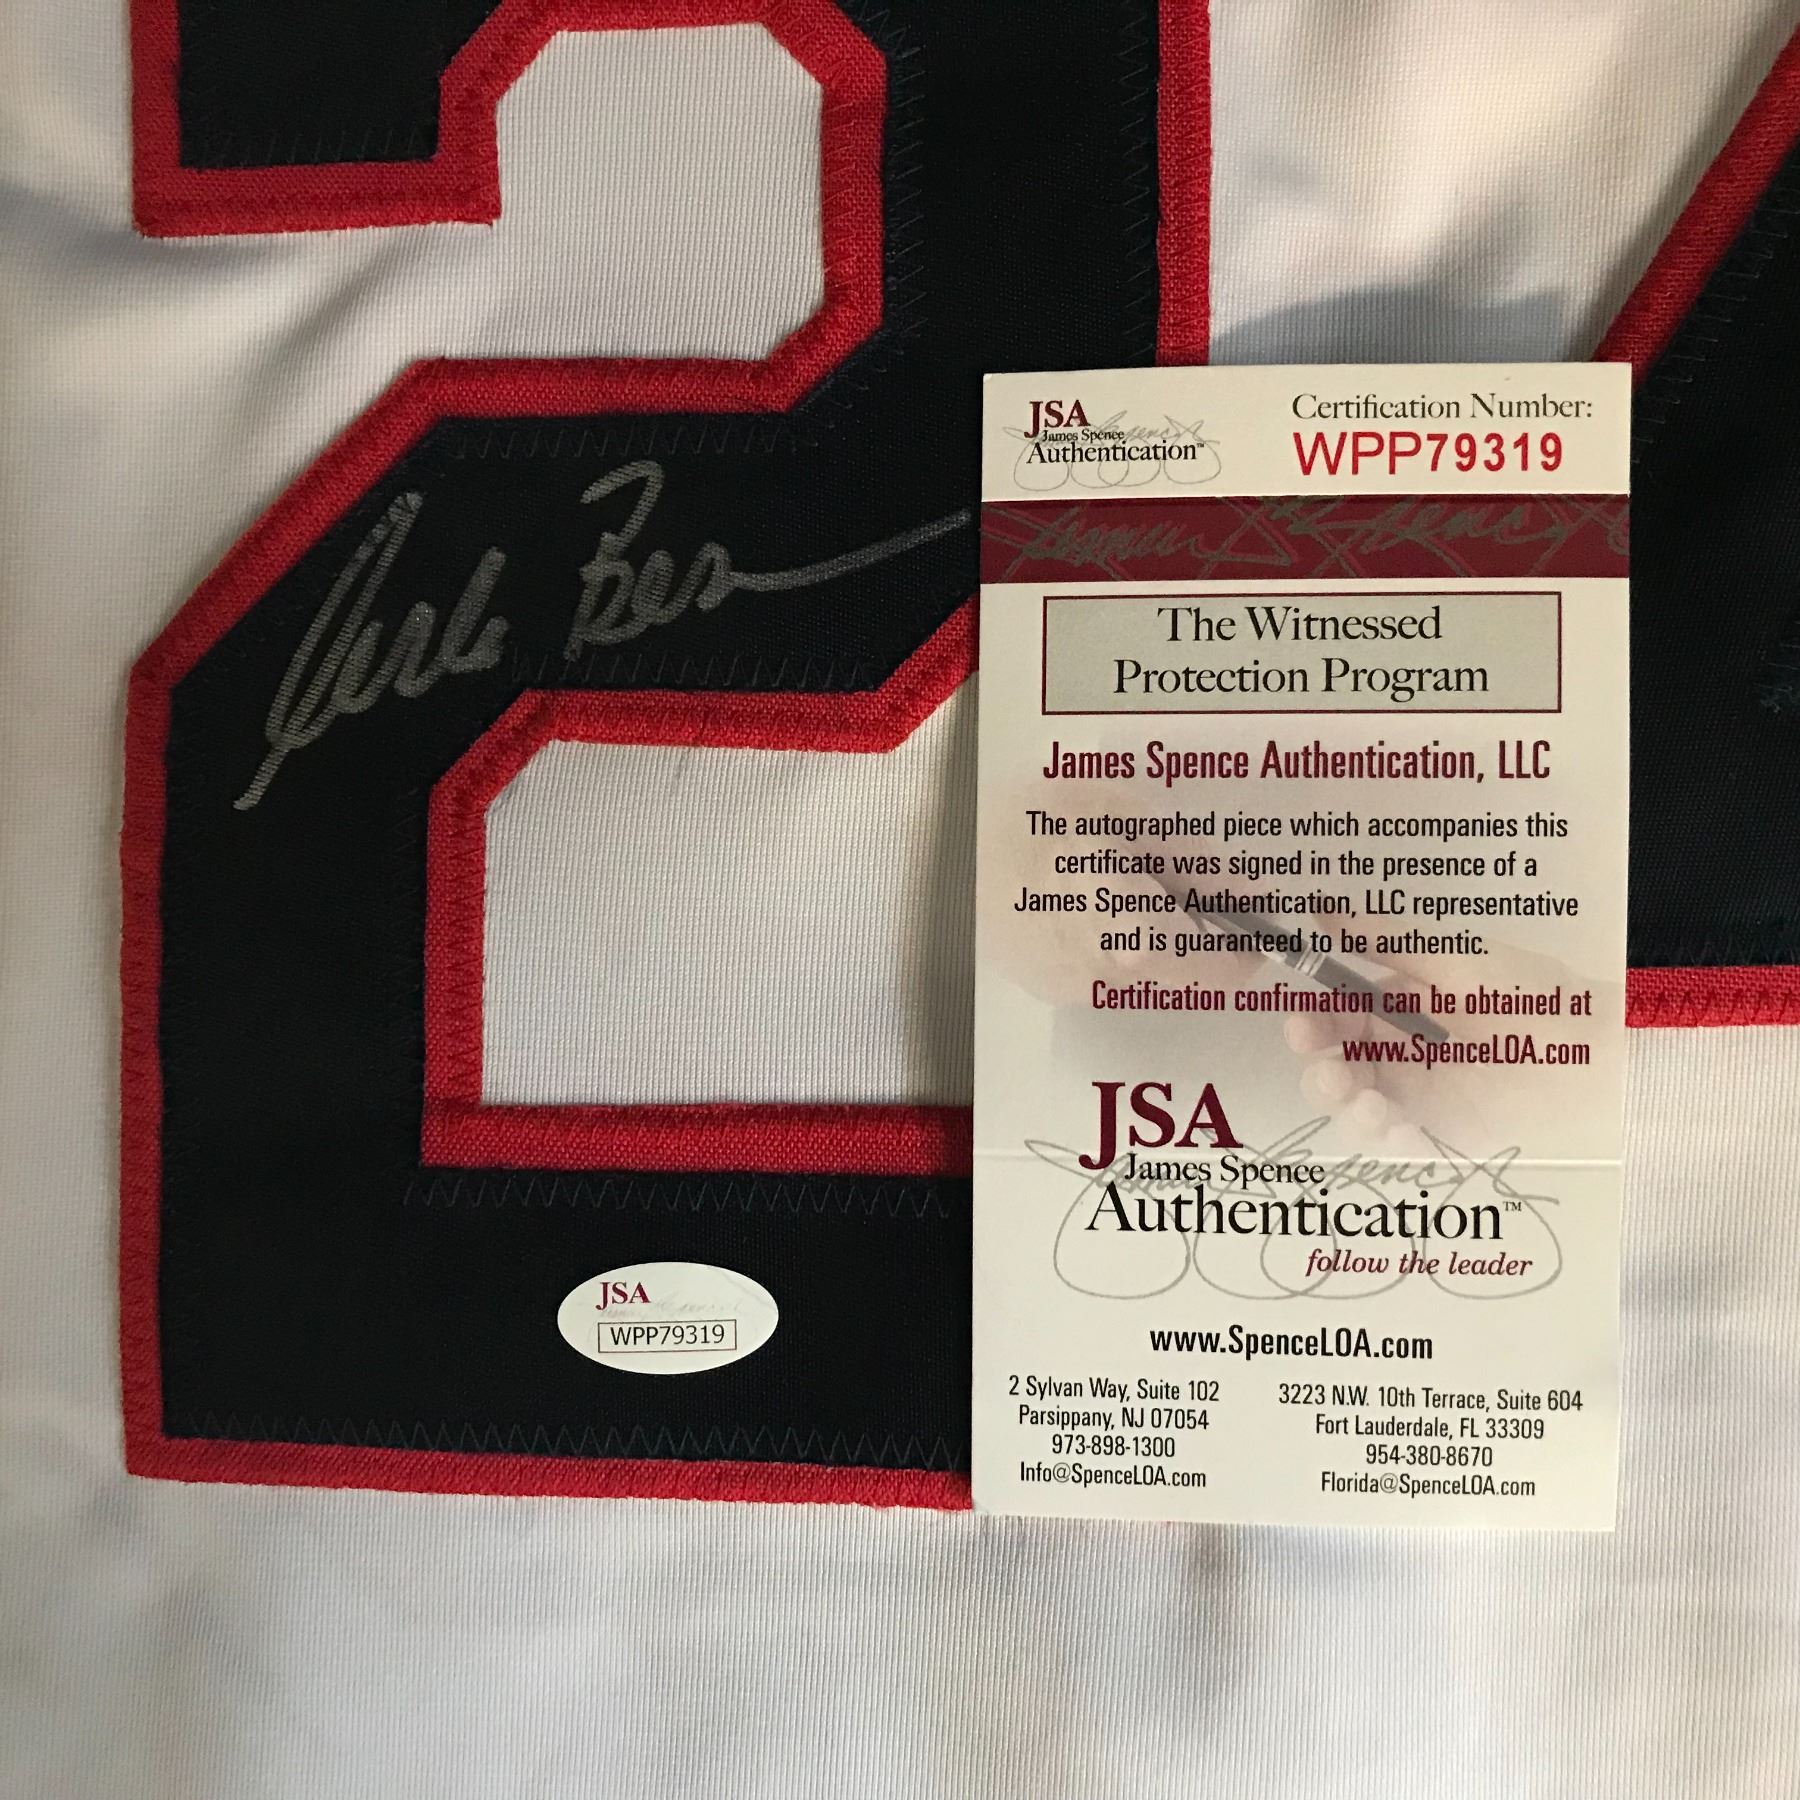 2
JSA
James Spence
Authentication™
Certification Number:
WPP79319
The Witnessed
Protection Program
James Spence Authentication, LLC
The autographed piece which accompanies this
certificate was signed in the presence of a
James Spence Authentication, LLC representative
and is guaranteed to be authentic.
Certification confirmation can be obtained at
www.SpenceLOA.com
JSA
James Spence
Authentication™
follow the leader
www.SpenceLOA.com
2 Sylvan Way, Suite 102
Parsippany, NJ 07054
973-898-1300
Info@SpenceLOA.com
3223 N.W. 10th Terrace, Suite 604
Fort Lauderdale, FL 33309
954-380-8670
Florida@SpenceLOA.com
JSA
WPP79319